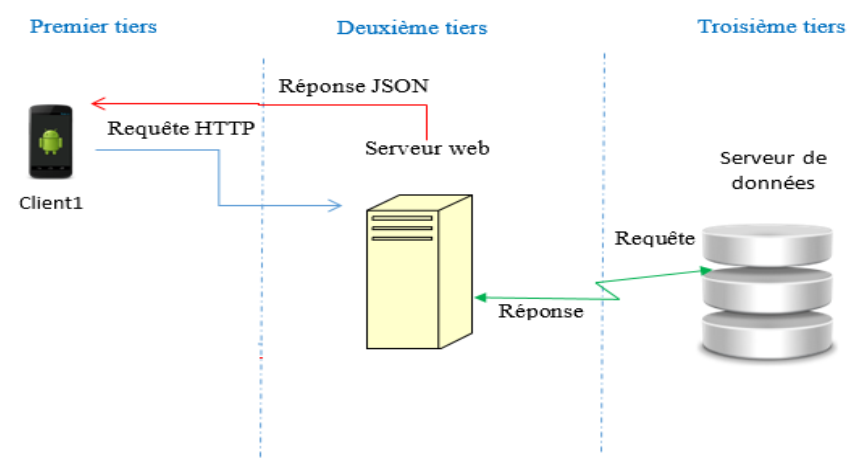 Premier tiers
Deuxième tiers
Troisième tiers
Réponse JSON
Requête HTTP
Serveur web
Client1
Serveur de
données
Requête
Réponse